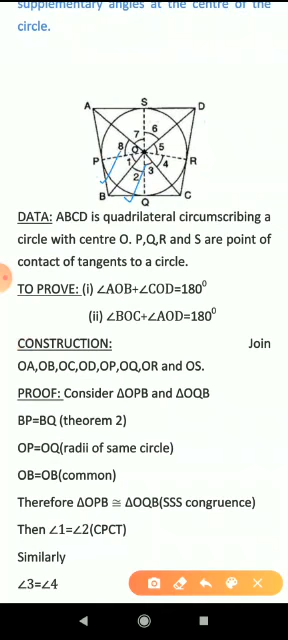 supplementary angles at the centre of the
circle.
A S D
7 6
8 O 5
P 1 4 R
2 3
B Q C
DATA: ABCD is quadrilateral circumscribing a
circle with centre O. P,Q,R and S are point of
contact of tangents to a circle.
TO PROVE: (i) ∠AOB+∠COD=180⁰
(ii) ∠BOC+∠AOD=180⁰
CONSTRUCTION: Join
OA,OB,OC,OD,OP,OQ,OR and OS.
PROOF: Consider ΔOPB and ΔOQB
BP=BQ (theorem 2)
OP=OQ(radii of same circle)
OB=OB(common)
Therefore ΔOPB ≅ ΔOQB(SSS congruence)
Then ∠1=∠2(CPCT)
Similarly
∠3=∠4